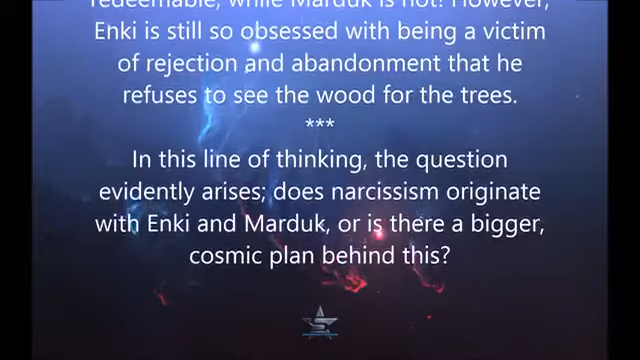 redeemable, while Marduk is not! However,
Enki is still so obsessed with being a victim
of rejection and abandonment that he
refuses to see the wood for the trees.
***
In this line of thinking, the question
evidently arises; does narcissism originate
with Enki and Marduk, or is there a bigger,
cosmic plan behind this?